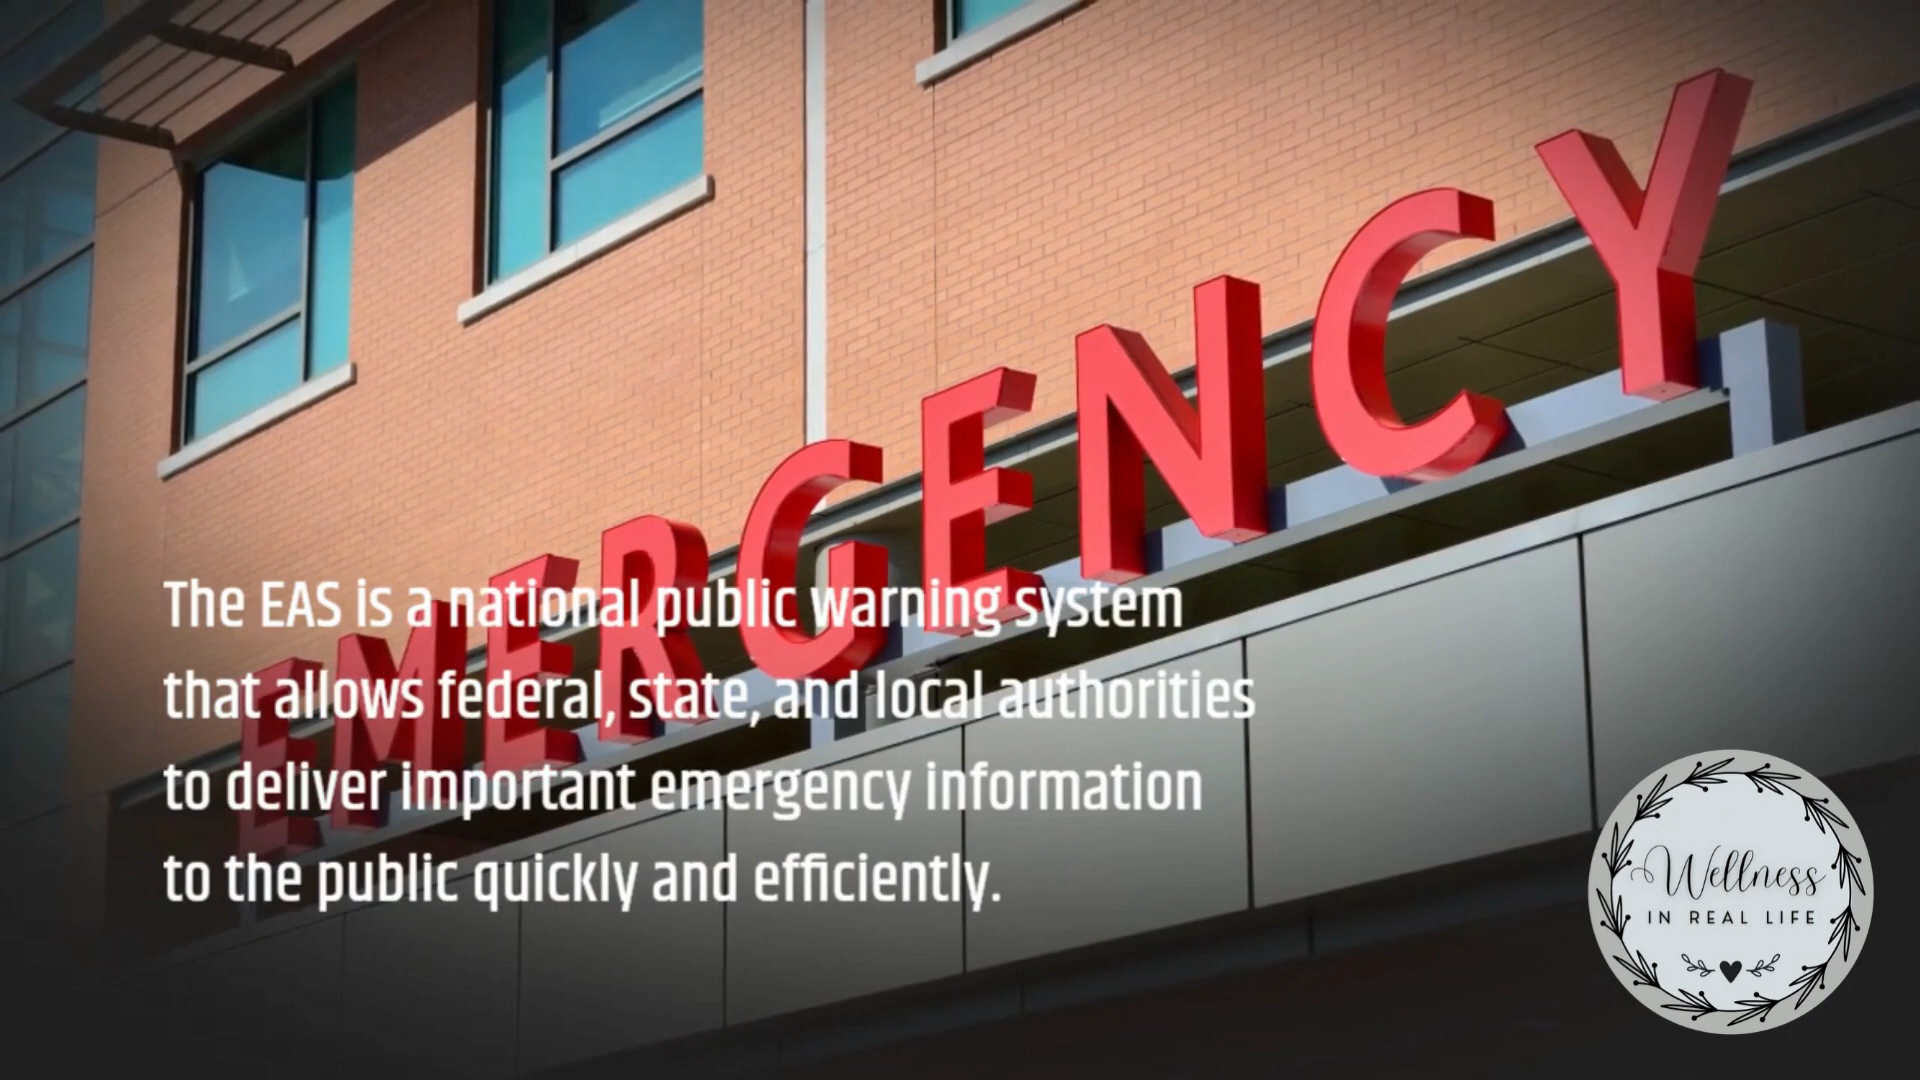 EMERGENCY
The EAS is a national public warning system
that allows federal, state, and local authorities
to deliver important emergency information
to the public quickly and efficiently.
Wellness
IN REAL LIFE